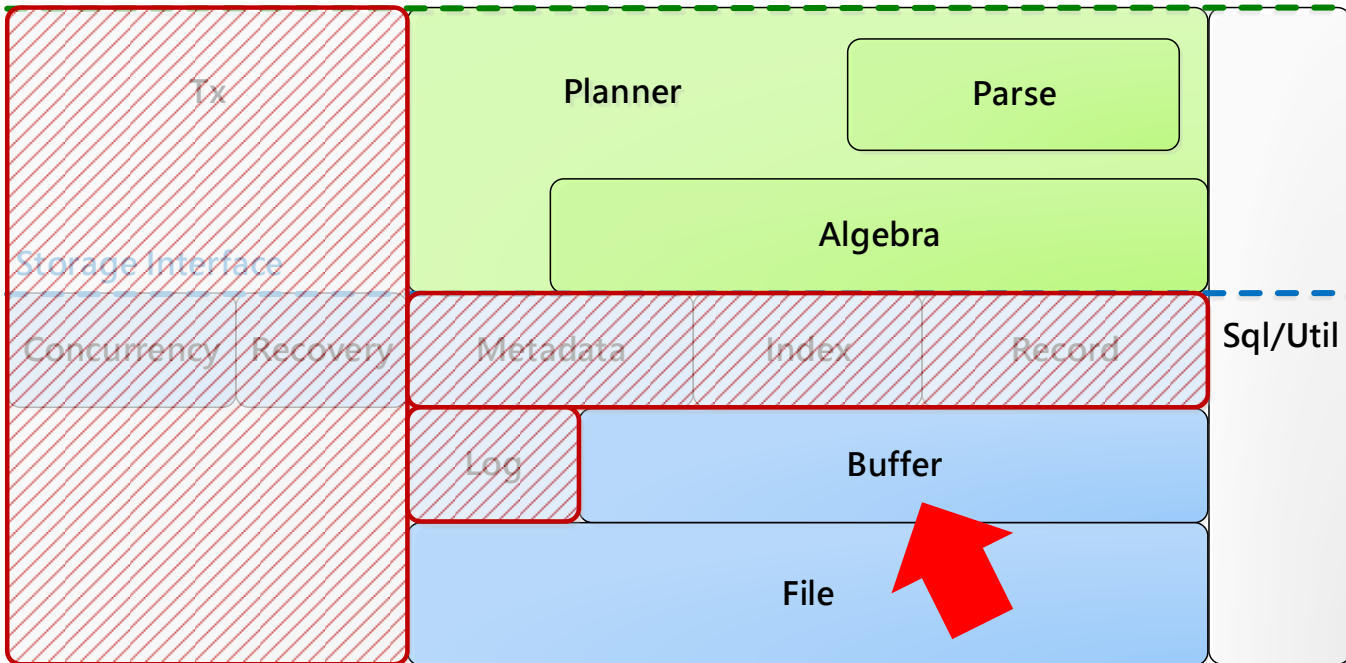 Tx
Planner
Parse
Algebra
Storage Interface
Concurrency
Recovery
Metadata
Index
Record
Sql/Util
Log
Buffer
File